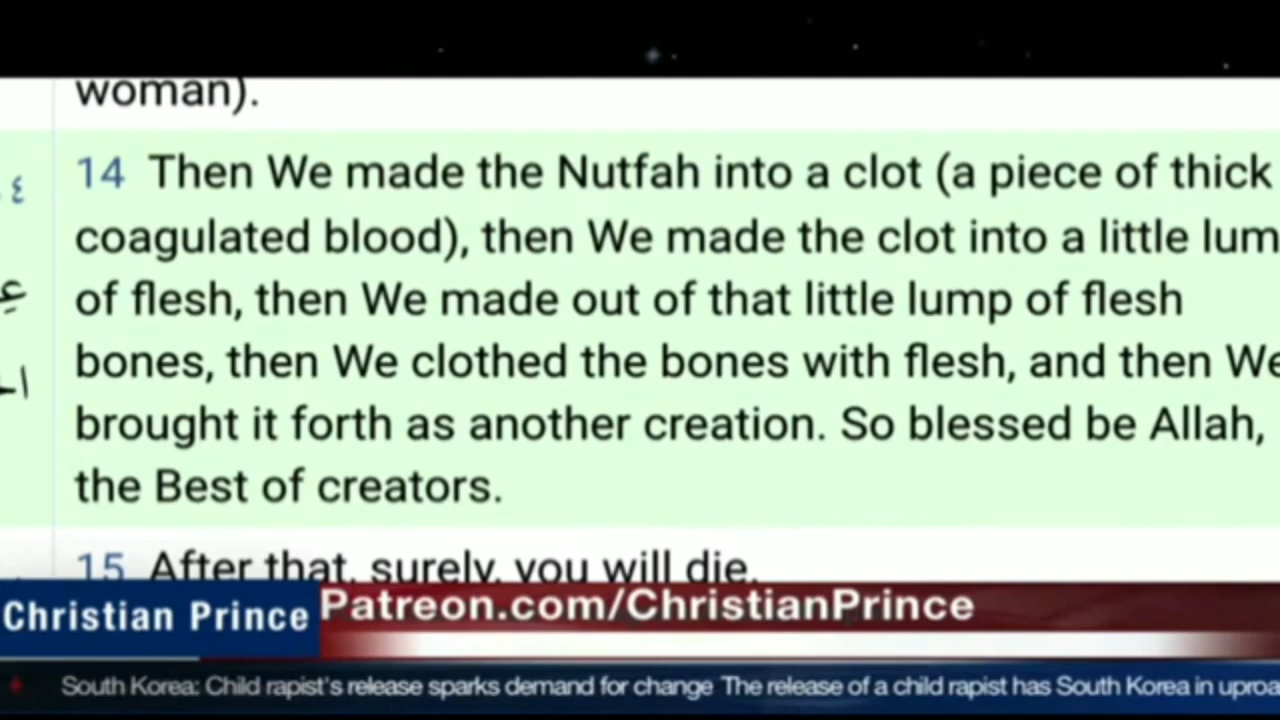 woman).
14 Then We made the Nutfah into a clot (a piece of thick
coagulated blood), then We made the clot into a little lum
of flesh, then We made out of that little lump of flesh
bones, then We clothed the bones with flesh, and then We
brought it forth as another creation. So blessed be Allah,
the Best of creators.
15 After that, surely, you will die.
Christian Prince
Patreon.com/ChristianPrince
South Korea: Child rapist's release sparks demand for change The release of a child rapist has South Korea in uproa